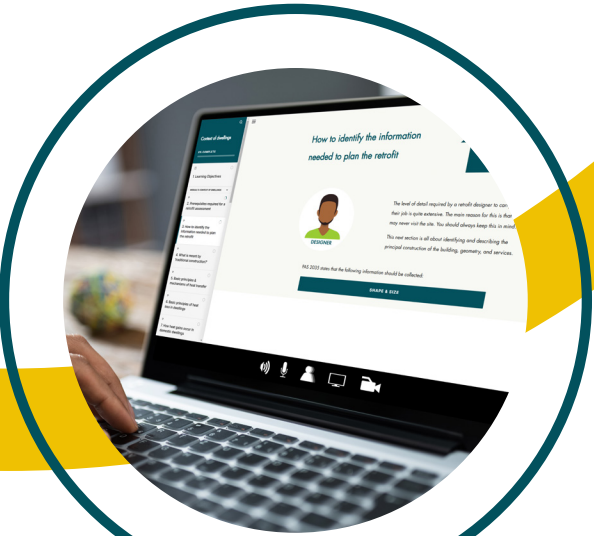 Context of dwellings
1. Learning Objectives
2. Prerequisites required for a
retrofit assessment
3. How to identify the
information needed to plan
the retrofit
4. What is meant by
traditional construction?
5. Basic principles &
mechanisms of heat transfer
6. Basic principles of heat
loss in dwellings
7. How heat gains occur in
domestic dwellings
How to identify the information
needed to plan the retrofit
DESIGNER
The level of detail required by a retrofit designer to
their job is quite extensive. The main reason for this is that
may never visit the site. You should always keep this in mind
This next section is all about identifying and describing the
principal construction of the building, geometry, and services.
PAS 2035 states that the following information should be collected:
SHAPE & SIZE